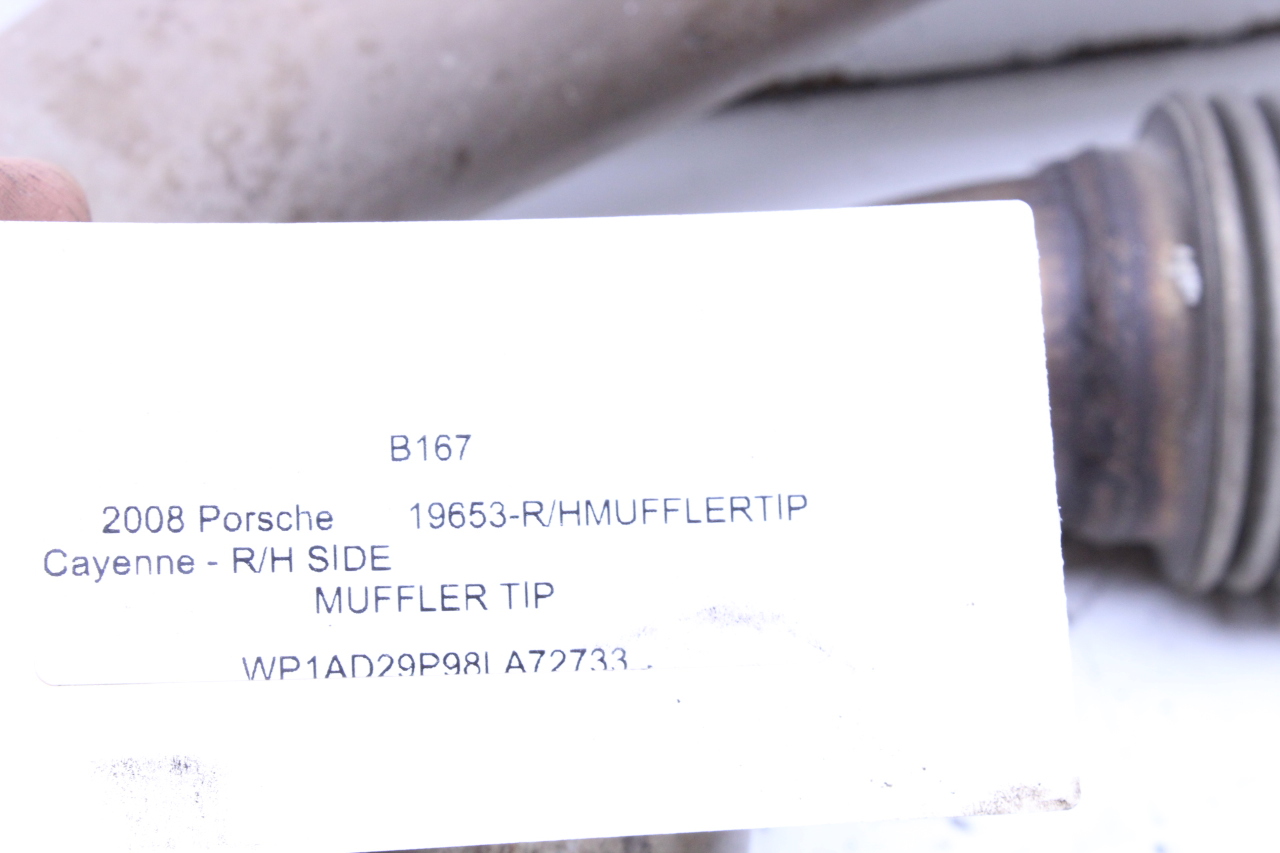 B167
2008 Porsche 19653-R/HMUFFLERTIP
Cayenne - R/H SIDE
MUFFLER TIP
WP1AD29P98LA72733